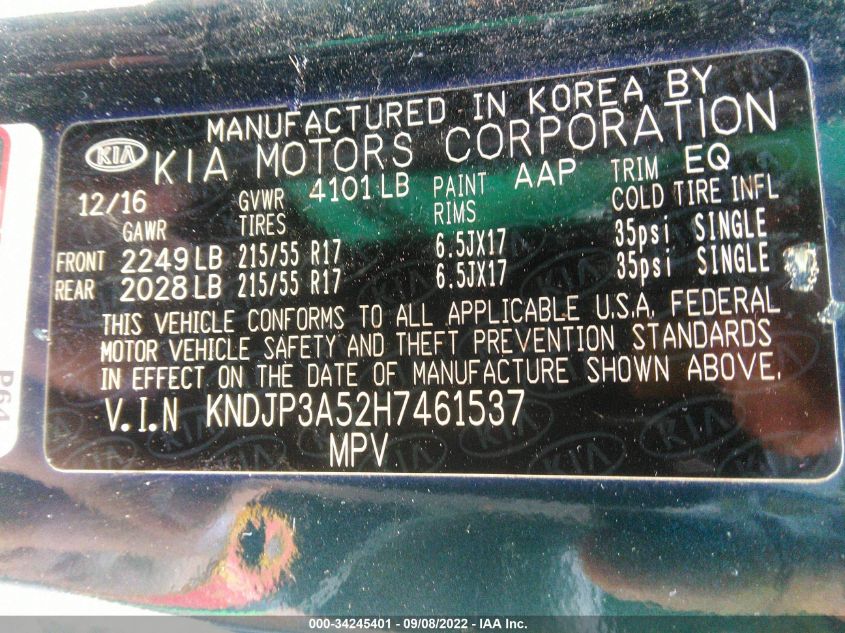 MANUFACTURED IN KOREA BY
KIA KIA MOTORS CORPORATION
12/16 GVWR 4101 LB PAINT AAP TRIM EQ
GAWR TIRES RIMS COLD TIRE INFL
FRONT 2249 LB 215/55 R17 6.5JX17 35psi SINGLE
REAR 2028 LB 215/55 R17 6.5JX17 35psi SINGLE
THIS VEHICLE CONFORMS TO ALL APPLICABLE U.S.A. FEDERAL
MOTOR VEHICLE SAFETY AND THEFT PREVENTION STANDARDS
IN EFFECT ON THE DATE OF MANUFACTURE SHOWN ABOVE.
V.I.N KNDJP3A52H7461537
MPV
P64
000-34245401 - 09/08/2022 - IAA Inc.